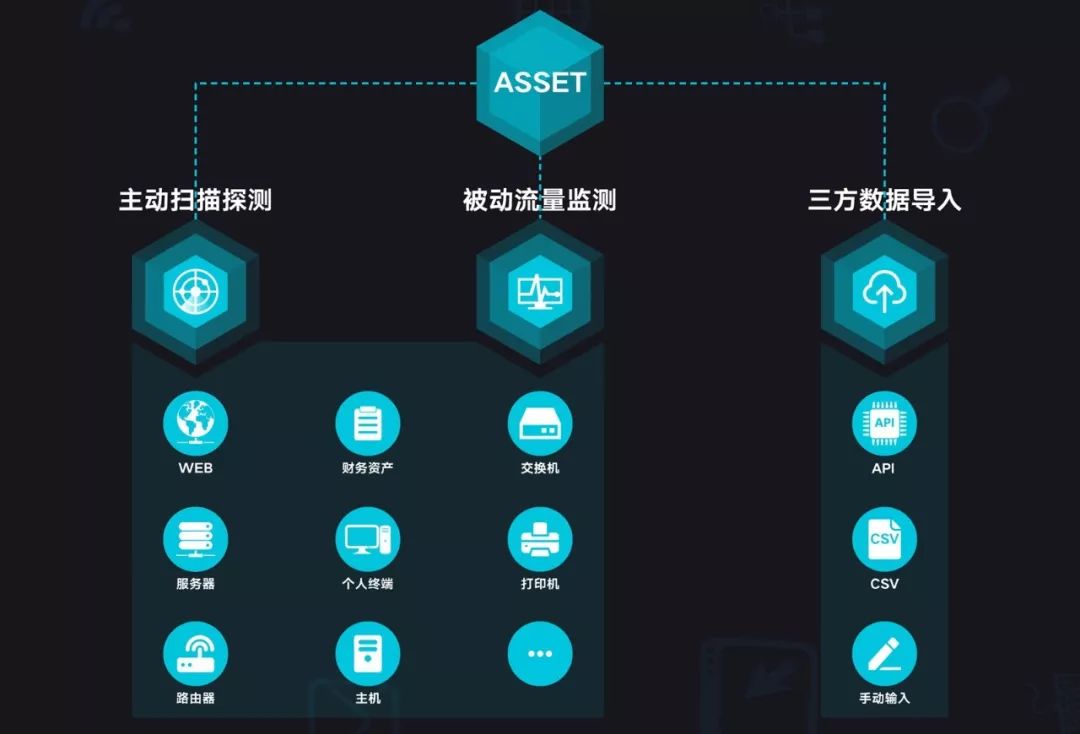 ASSET
主动扫描探测
被动流量监测
三方数据导入
WEB
财务资产
交换机
API
API
服务器
个人终端
打印机
CSV
CSV
路由器
主机
手动输入